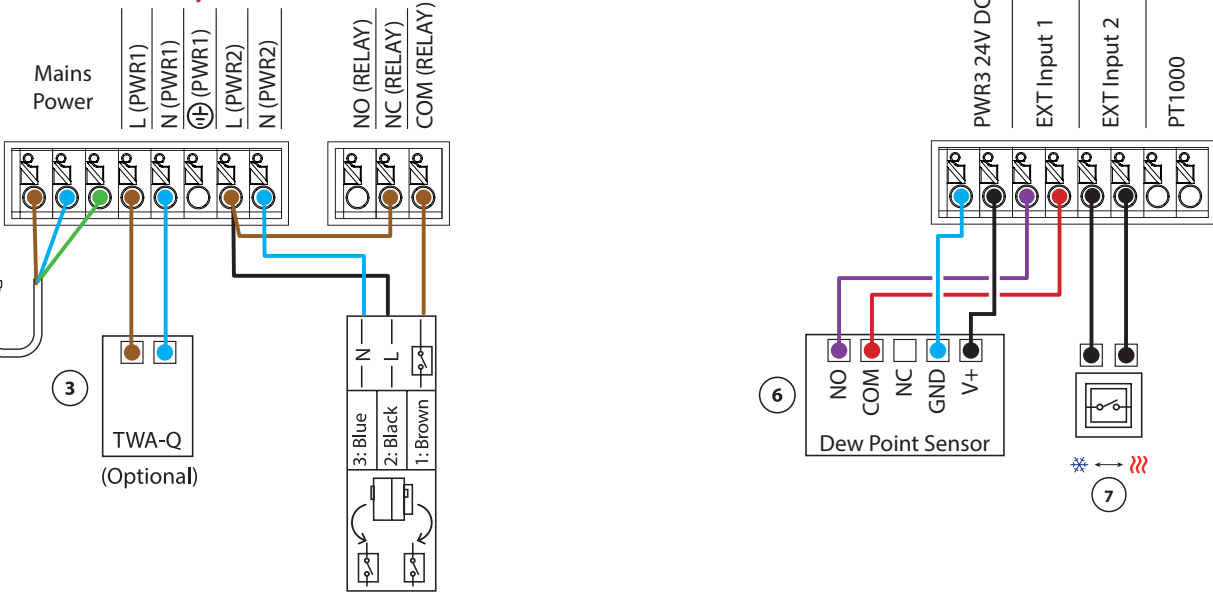 Mains
Power
L (PWR1)
N (PWR1)
(PWR1)
L (PWR2)
N (PWR2)
NO (RELAY)
NC (RELAY)
COM (RELAY)
PWR3 24V DC
EXT Input 1
EXT Input 2
PT1000
3
TWA-Q
(Optional)
N
L
3: Blue
2: Black
1: Brown
6
NO
COM
NC
GND
V+
Dew Point Sensor
7